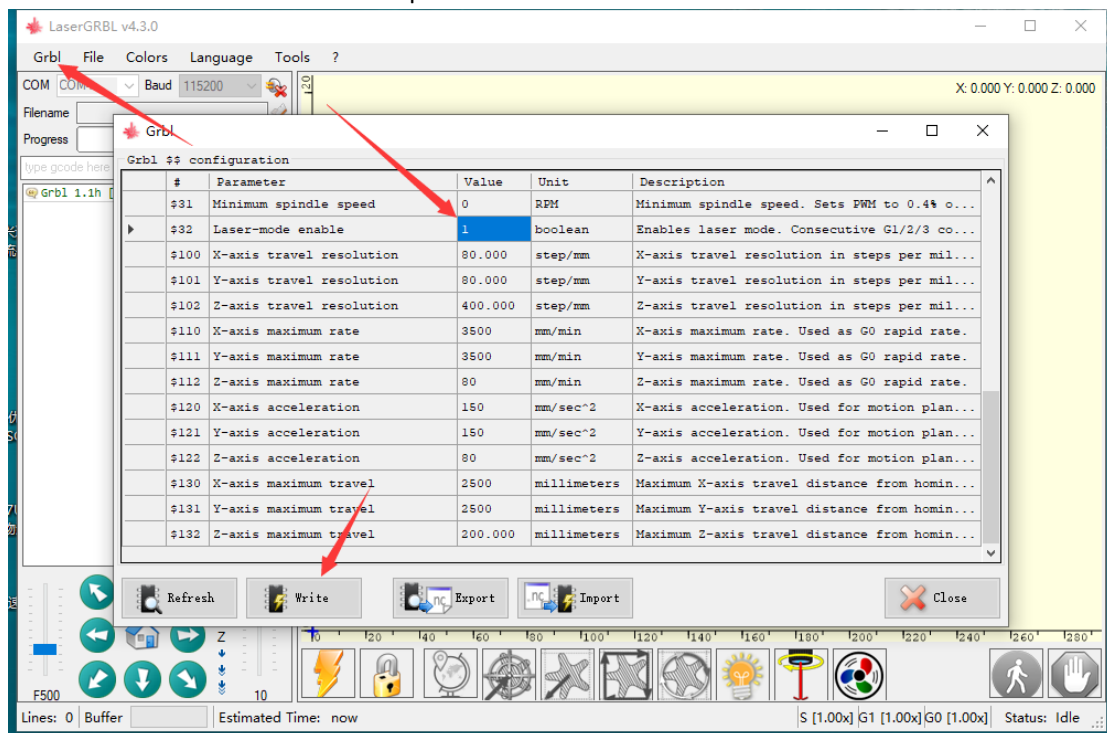 LaserGRBL v4.3.0
Grbl File Colors Language Tools ?
COM COM Baud 115200
120
X: 0.000 Y: 0.000 Z: 0.000
Filename
Progress
type gcode here
Grbl 1.1h [
Grbl
Grbl $$ configuration
# Parameter Value Unit Description
$31 Minimum spindle speed 0 RPM Minimum spindle speed. Sets PWM to 0.4% o...
$32 Laser-mode enable 1 boolean Enables laser mode. Consecutive G1/2/3 co...
$100 X-axis travel resolution 80.000 step/mm X-axis travel resolution in steps per mil...
$101 Y-axis travel resolution 80.000 step/mm Y-axis travel resolution in steps per mil...
$102 Z-axis travel resolution 400.000 step/mm Z-axis travel resolution in steps per mil...
$110 X-axis maximum rate 3500 mm/min X-axis maximum rate. Used as G0 rapid rate.
$111 Y-axis maximum rate 3500 mm/min Y-axis maximum rate. Used as G0 rapid rate.
$112 Z-axis maximum rate 80 mm/min Z-axis maximum rate. Used as G0 rapid rate.
$120 X-axis acceleration 150 mm/sec^2 X-axis acceleration. Used for motion plan...
$121 Y-axis acceleration 150 mm/sec^2 Y-axis acceleration. Used for motion plan...
$122 Z-axis acceleration 80 mm/sec^2 Z-axis acceleration. Used for motion plan...
$130 X-axis maximum travel 2500 millimeters Maximum X-axis travel distance from homin...
$131 Y-axis maximum travel 2500 millimeters Maximum Y-axis travel distance from homin...
$132 Z-axis maximum travel 200.000 millimeters Maximum Z-axis travel distance from homin...
Refresh Write Export Import Close
Z
0 20 40 60 80 100 120 140 160 180 200 220 240 260 280
F500 10
Lines: 0 Buffer Estimated Time: now S [1.00x] G1 [1.00x] G0 [1.00x] Status: Idle